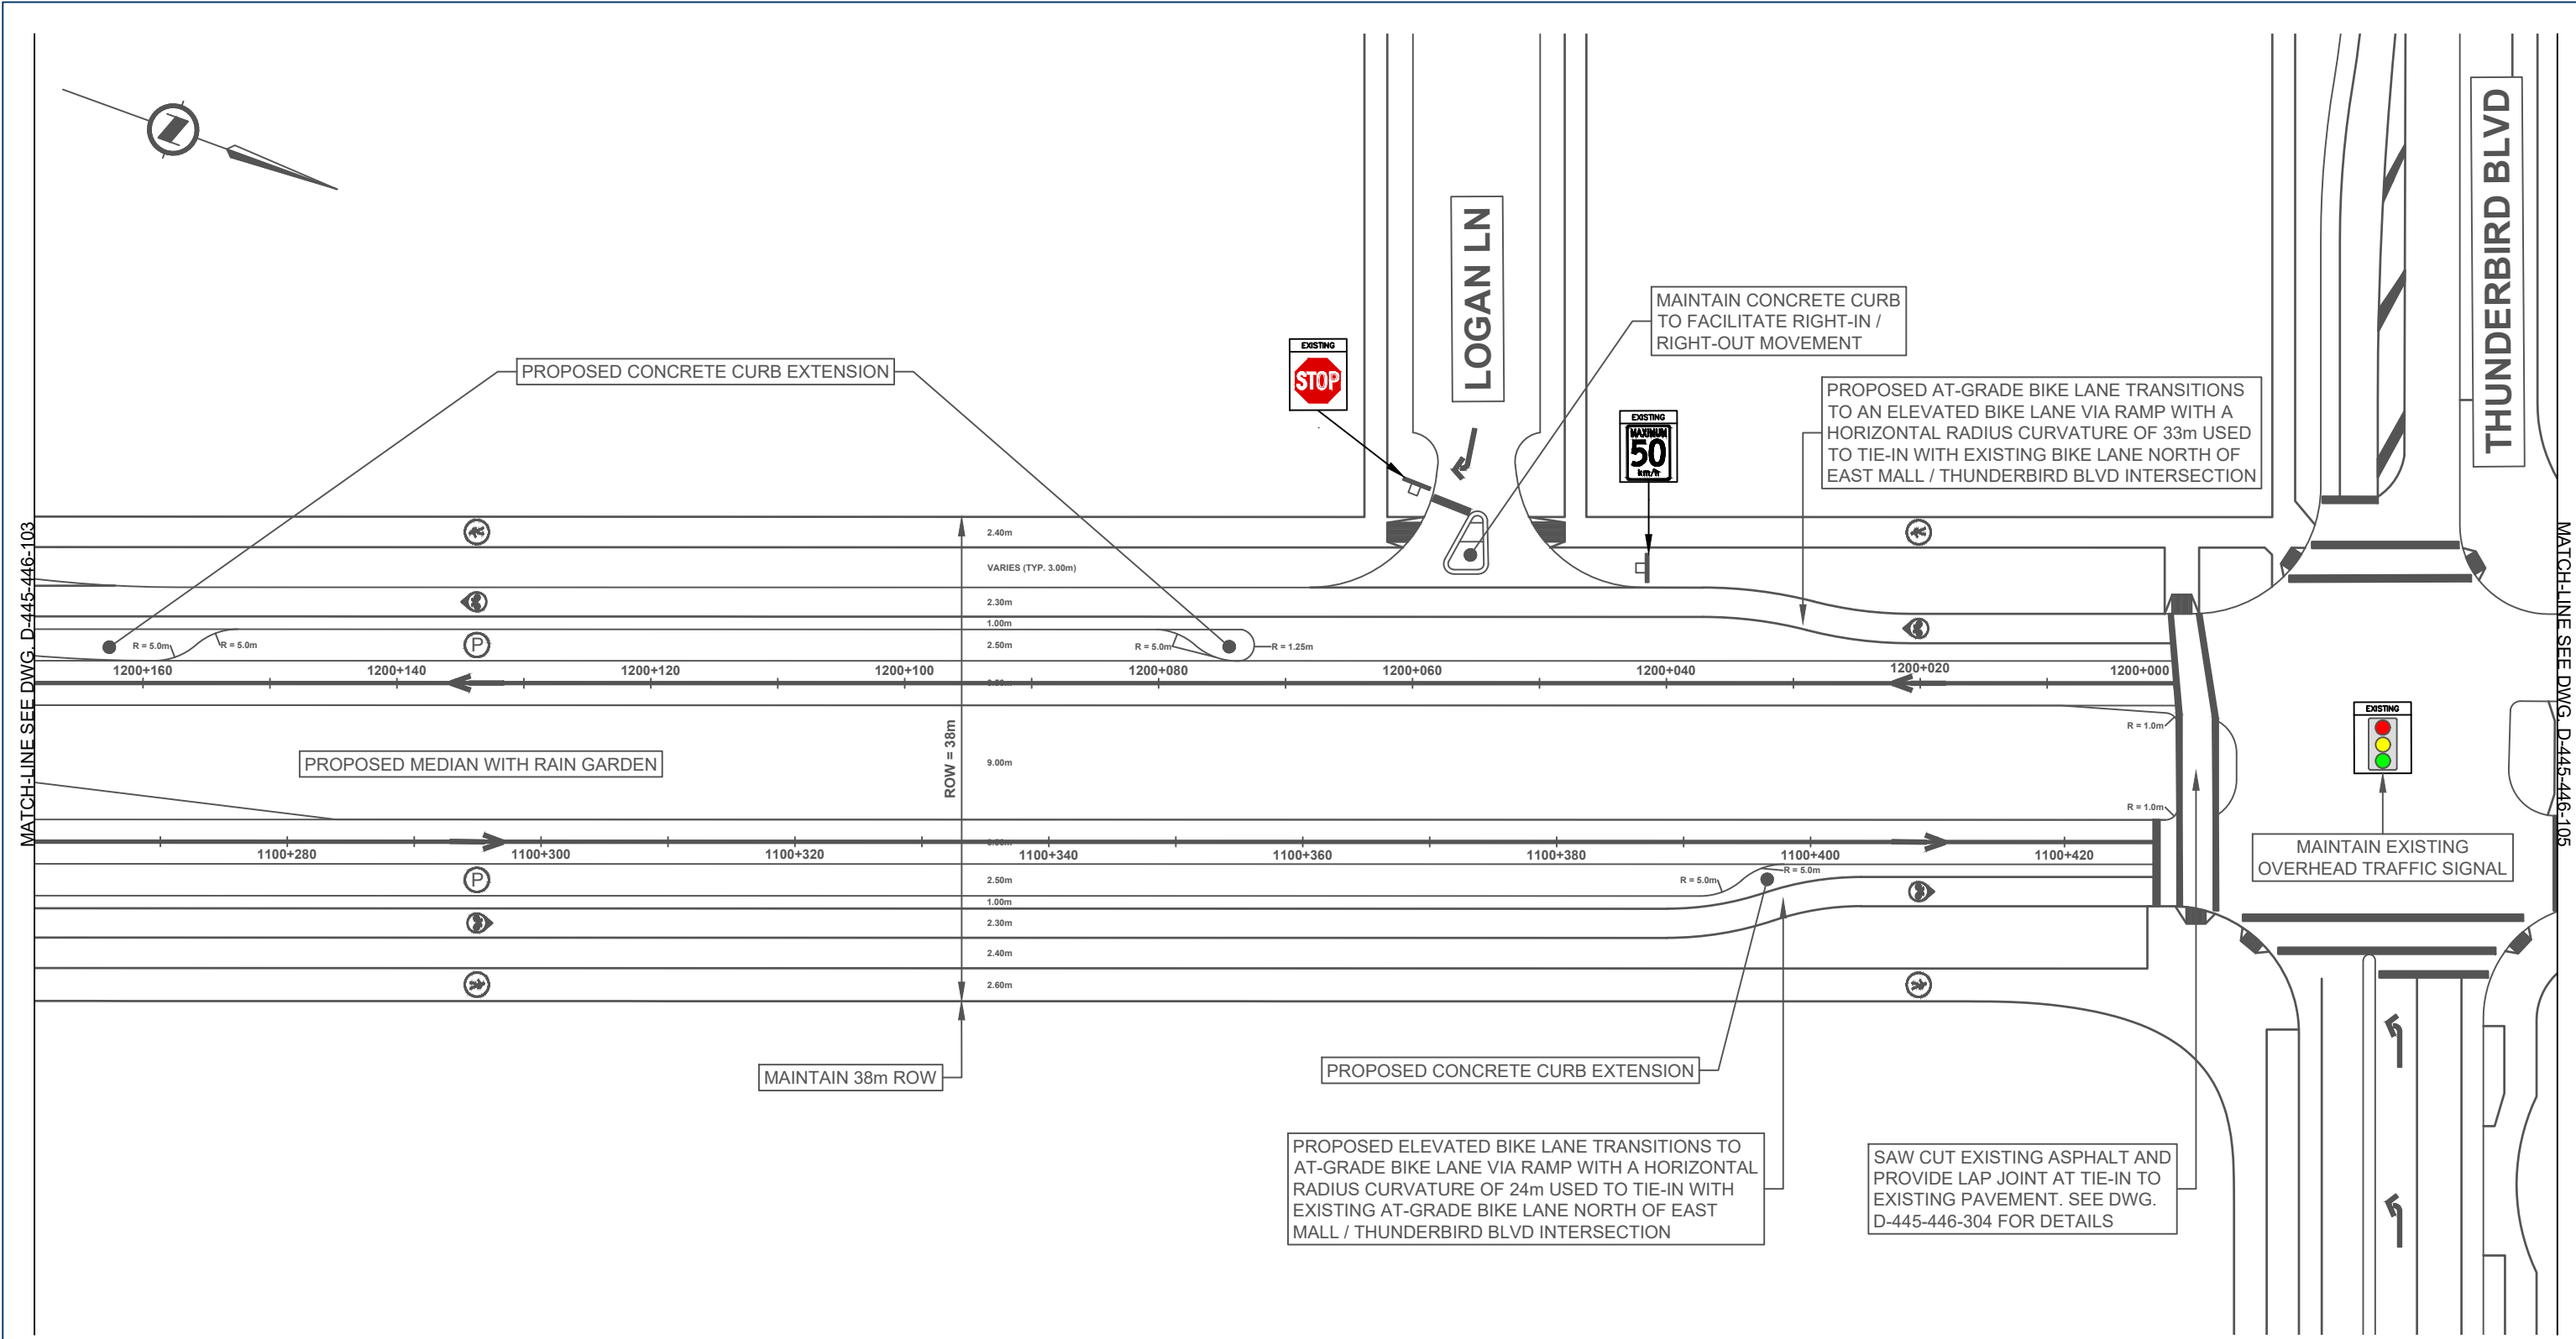 THUNDERBIRD BLVD
LOGAN LN
MAINTAIN CONCRETE CURB
TO FACILITATE RIGHT-IN /
RIGHT-OUT MOVEMENT
EXISTING
STOP
PROPOSED CONCRETE CURB EXTENSION
PROPOSED AT-GRADE BIKE LANE TRANSITIONS
TO AN ELEVATED BIKE LANE VIA RAMP WITH A
HORIZONTAL RADIUS CURVATURE OF 33m USED
TO TIE-IN WITH EXISTING BIKE LANE NORTH OF
EAST MALL / THUNDERBIRD BLVD INTERSECTION
EXISTING
MAXIMUM
50
km/h
MATCH-LINE SEE DWG. D-445-446-103
MATCH-LINE SEE DWG. D-445-446-105
2.40m
VARIES (TYP. 3.00m)
2.30m
1.00m
P
2.50m
R = 5.0m
R = 5.0m
R = 5.0m
R = 1.25m
1200+160
1200+140
1200+120
1200+100
1200+080
1200+060
1200+040
1200+020
1200+000
R = 1.0m
EXISTING
PROPOSED MEDIAN WITH RAIN GARDEN
ROW = 38m
9.00m
R = 1.0m
1100+280
1100+300
1100+320
1100+340
1100+360
1100+380
1100+400
1100+420
MAINTAIN EXISTING
OVERHEAD TRAFFIC SIGNAL
P
2.50m
R = 5.0m
R = 5.0m
1.00m
2.30m
2.40m
2.60m
MAINTAIN 38m ROW
PROPOSED CONCRETE CURB EXTENSION
PROPOSED ELEVATED BIKE LANE TRANSITIONS TO
AT-GRADE BIKE LANE VIA RAMP WITH A HORIZONTAL
RADIUS CURVATURE OF 24m USED TO TIE-IN WITH
EXISTING AT-GRADE BIKE LANE NORTH OF EAST
MALL / THUNDERBIRD BLVD INTERSECTION
SAW CUT EXISTING ASPHALT AND
PROVIDE LAP JOINT AT TIE-IN TO
EXISTING PAVEMENT. SEE DWG.
D-445-446-304 FOR DETAILS